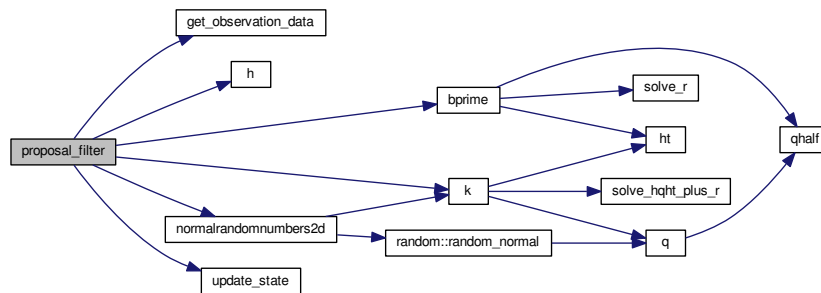 get_observation_data
h
bprime
solve_r
qhalf
ht
proposal_filter
k
solve_hqht_plus_r
normalrandomnumbers2d
random::random_normal
q
update_state